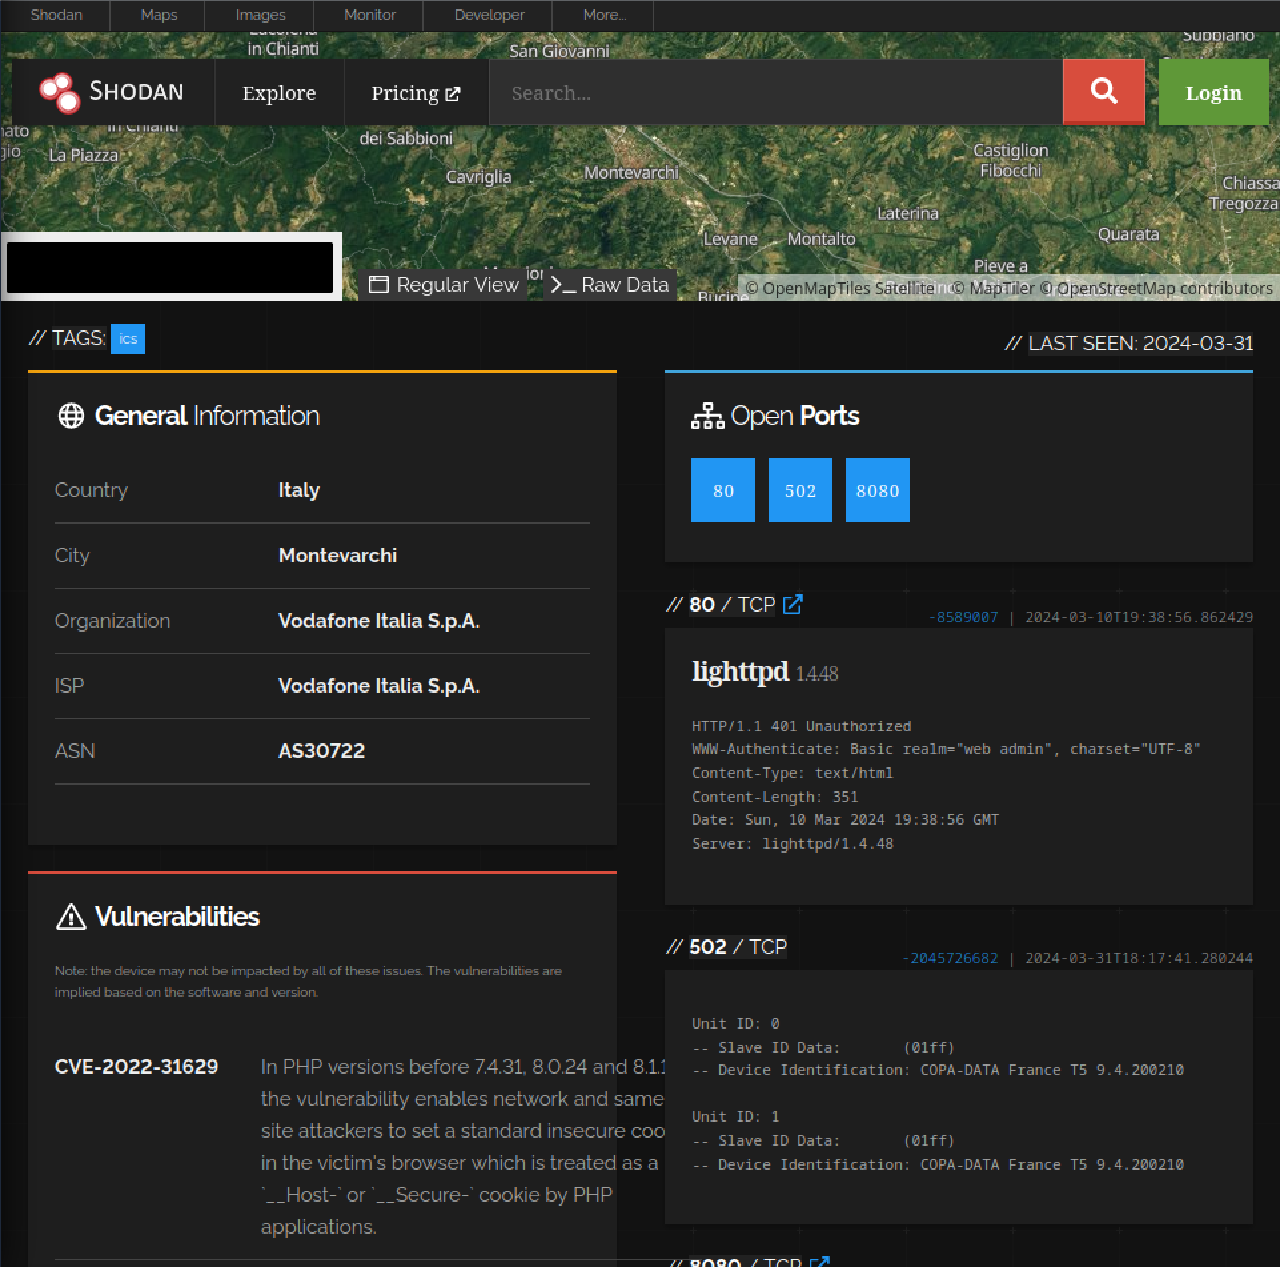 Shodan
Maps
Images
Monitor
Developer
More...
in Chianti
San Giovanni
Subbiano
SHODAN
Explore
Pricing
Search...
Login
in Chianti
dei Sabbioni
La Piazza
Cavriglia
Montevarchi
Castiglion
Fibocchi
Chiassa
Tregozza
Laterina
Levane
Montalto
Quarata
Pieve a
Bucine
Regular View
Raw Data
© OpenMapTiles Satellite © MapTiler © OpenStreetMap contributors
// TAGS: ics
// LAST SEEN: 2024-03-31
General Information
Country Italy
City Montevarchi
Organization Vodafone Italia S.p.A.
ISP Vodafone Italia S.p.A.
ASN AS30722
Vulnerabilities
Note: the device may not be impacted by all of these issues. The vulnerabilities are
implied based on the software and version.
CVE-2022-31629
In PHP versions before 7.4.31, 8.0.24 and 8.1.1
the vulnerability enables network and same-
site attackers to set a standard insecure coo
in the victim's browser which is treated as a
`__Host-` or `__Secure-` cookie by PHP
applications.
Open Ports
80
502
8080
// 80 / TCP
-8589007 | 2024-03-10T19:38:56.862429
lighttpd 1.4.48
HTTP/1.1 401 Unauthorized
WWW-Authenticate: Basic realm="web admin", charset="UTF-8"
Content-Type: text/html
Content-Length: 351
Date: Sun, 10 Mar 2024 19:38:56 GMT
Server: lighttpd/1.4.48
// 502 / TCP
-2045726682 | 2024-03-31T18:17:41.280244
Unit ID: 0
-- Slave ID Data: (01ff)
-- Device Identification: COPA-DATA France T5 9.4.200210
Unit ID: 1
-- Slave ID Data: (01ff)
-- Device Identification: COPA-DATA France T5 9.4.200210
// 8080 / TCP